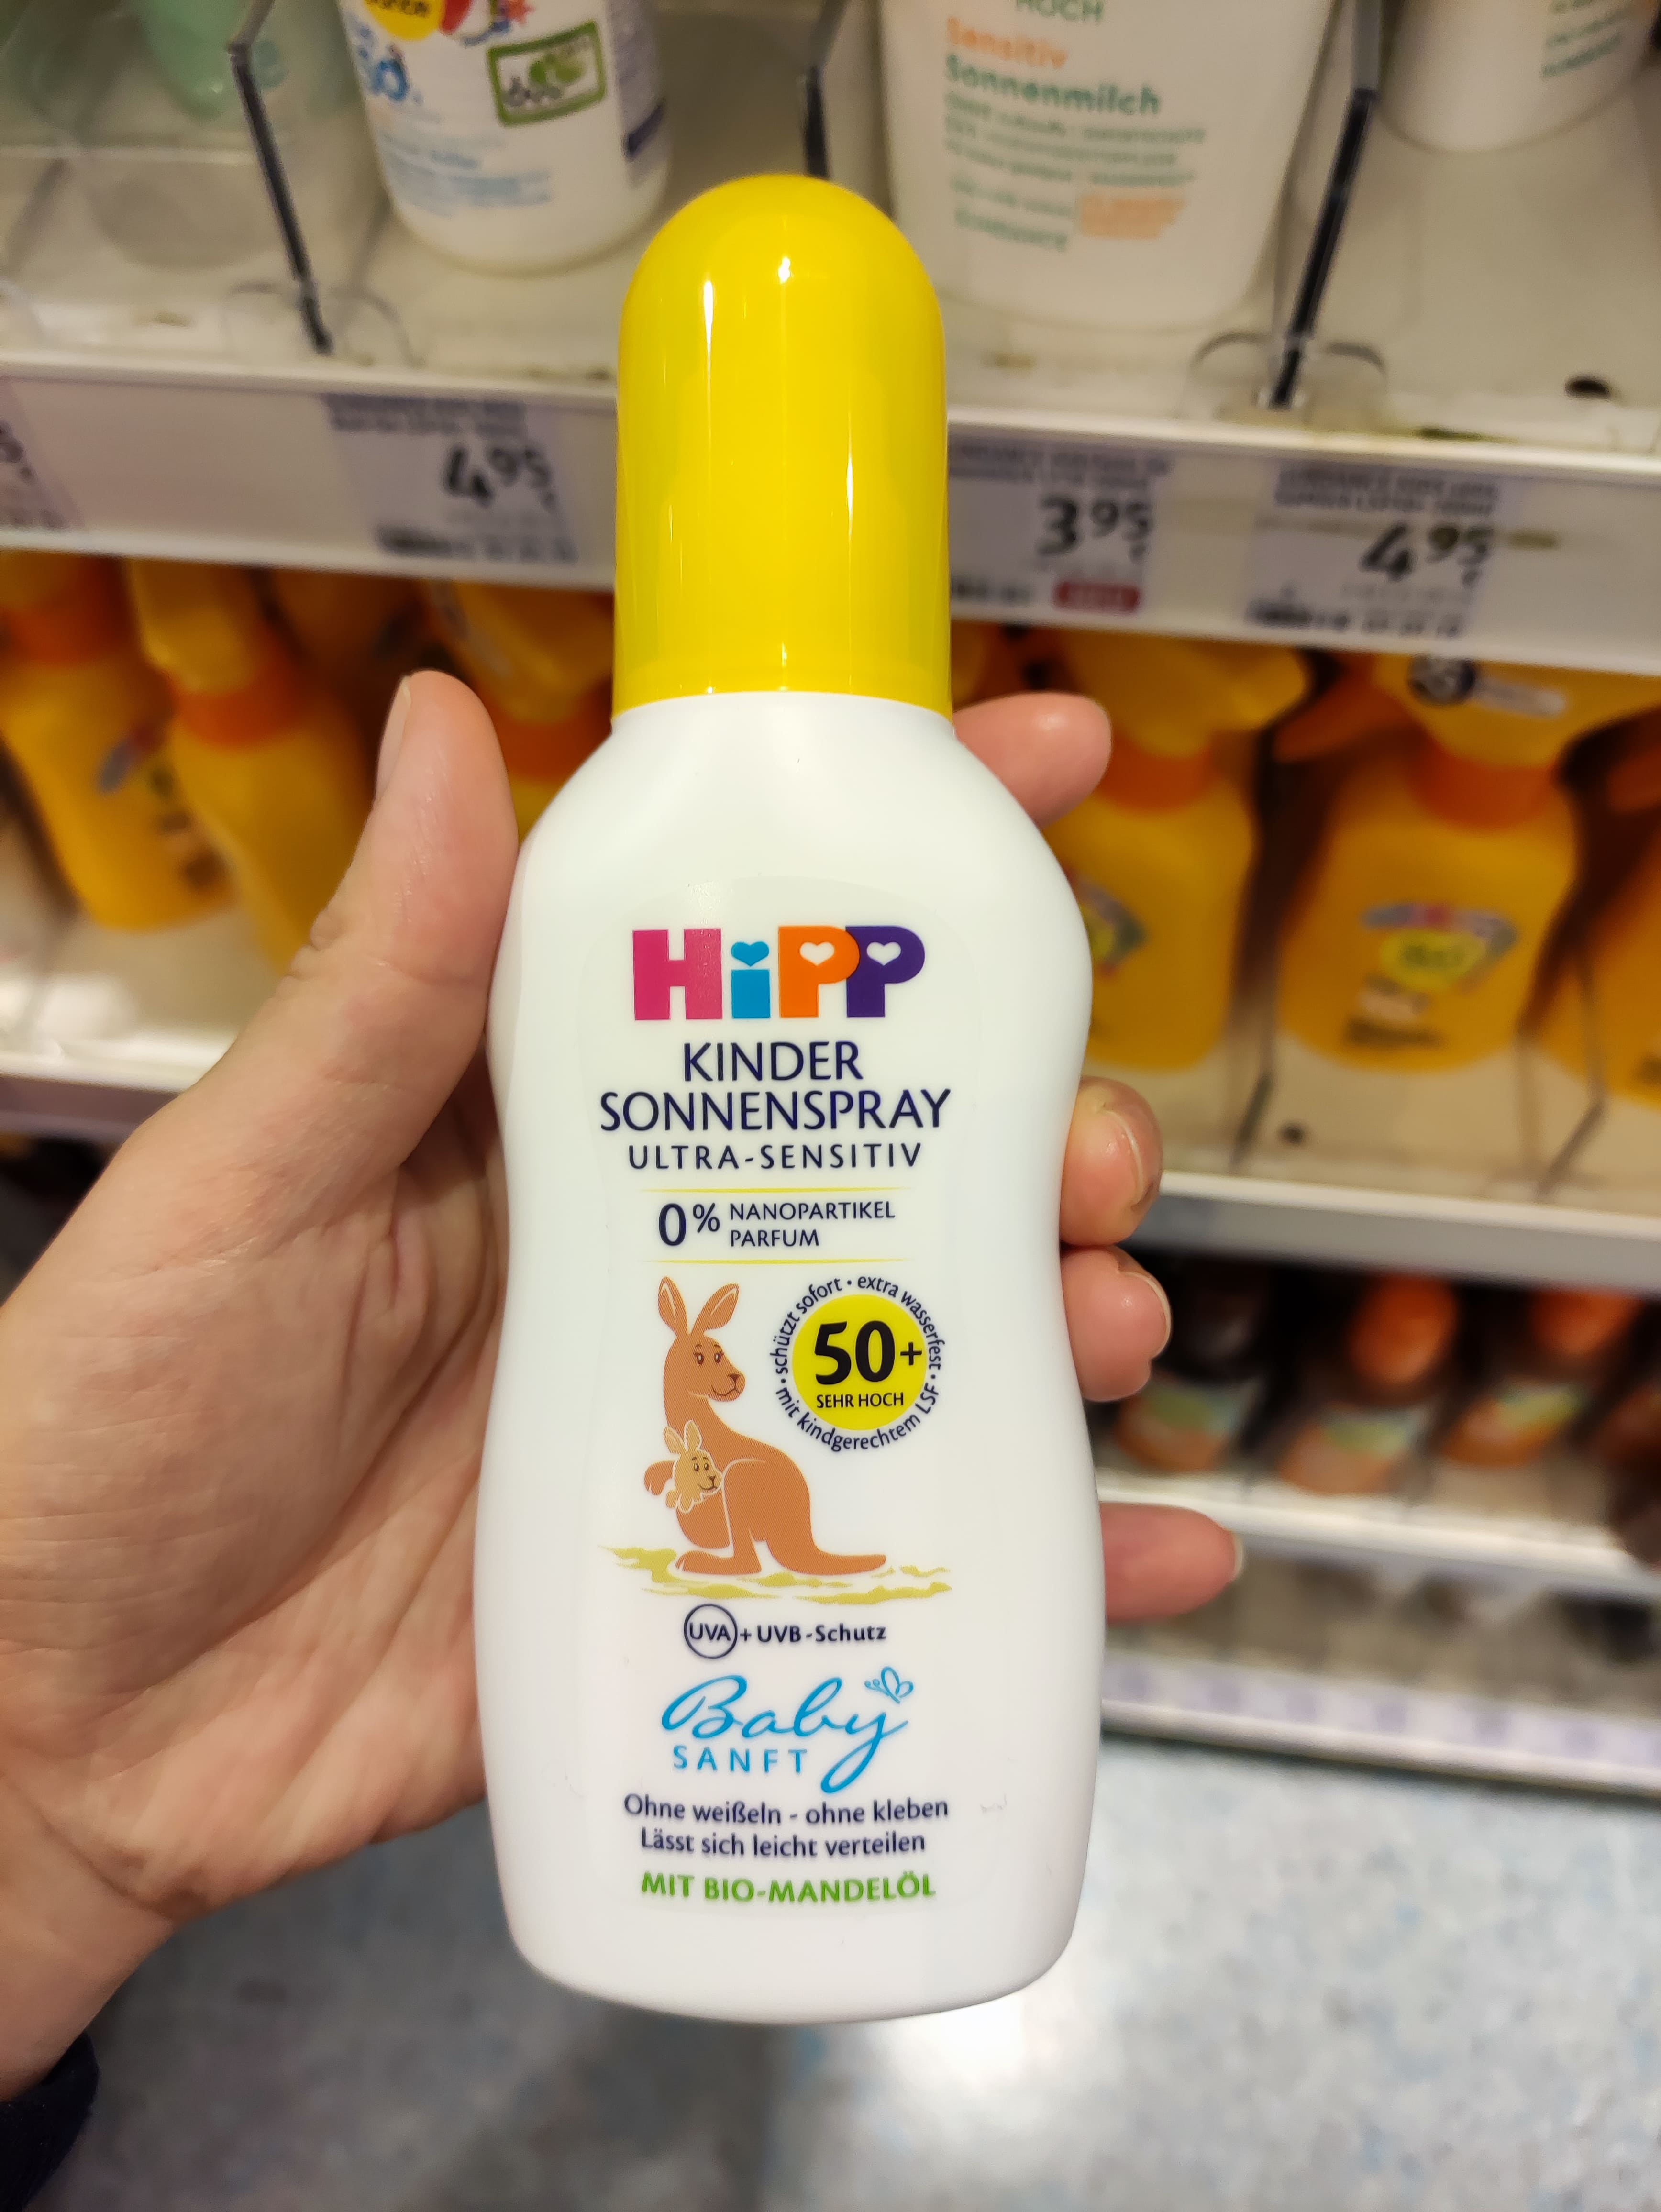 HOCH
Sensitiv
Sonnenmilch
4 95
3 95
4 95
HiPP
KINDER
SONNENSPRAY
ULTRA-SENSITIV
0% NANOPARTIKEL
PARFUM
schützt sofort • extra wasserfest • mit kindgerechtem LSF •
50+
SEHR HOCH
UVA + UVB-Schutz
Baby
SANFT
Ohne weißeln - ohne kleben
Lässt sich leicht verteilen
MIT BIO-MANDELÖL